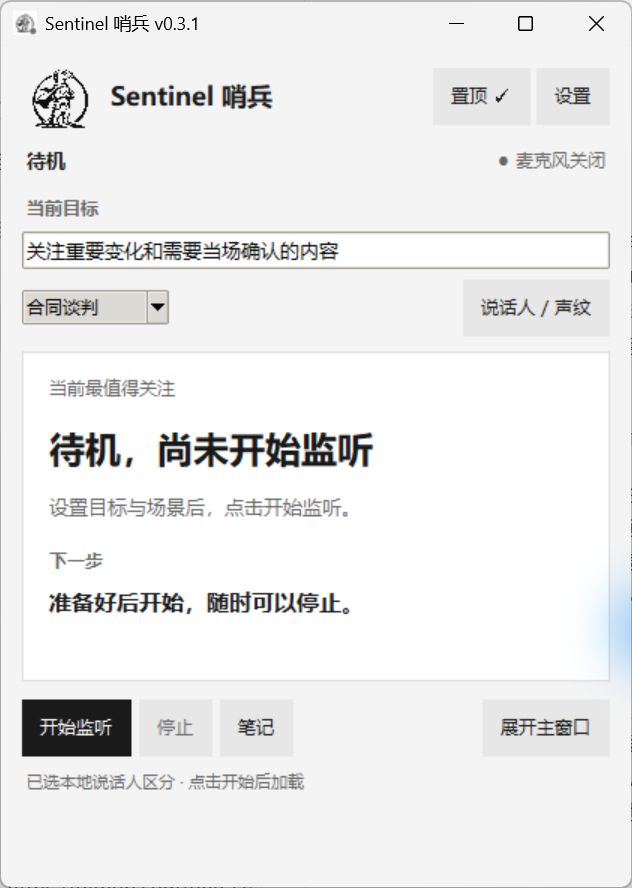 Sentinel 哨兵 v0.3.1
Sentinel 哨兵
置顶 ✓
设置
待机
● 麦克风关闭
当前目标
关注重要变化和需要当场确认的内容
合同谈判
说话人 / 声纹
当前最值得关注
待机，尚未开始监听
设置目标与场景后，点击开始监听。
下一步
准备好后开始，随时可以停止。
开始监听
停止
笔记
展开主窗口
已选本地说话人区分 · 点击开始后加载